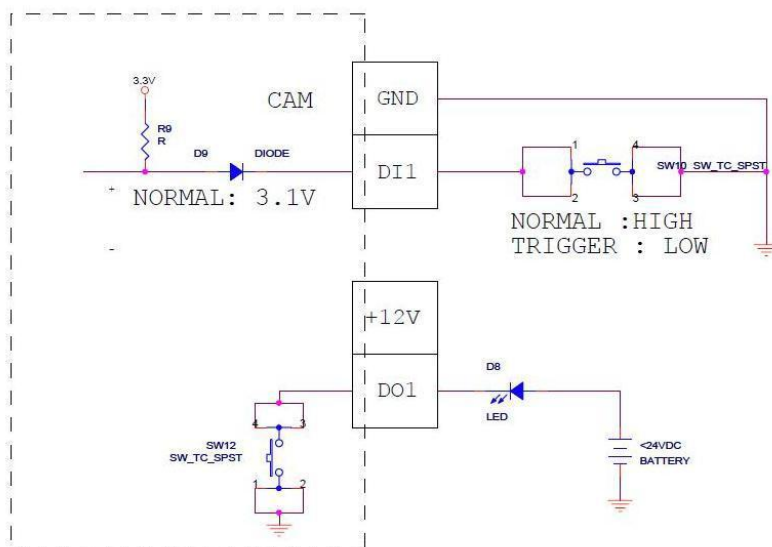 3.3V
CAM
GND
R9
R
D9
DIODE
DI1
1
4
SW10 SW_TC_SPST
2
3
+
NORMAL: 3.1V
NORMAL :HIGH
TRIGGER : LOW
-
+12V
D8
DO1
LED
4
3
SW12
SW_TC_SPST
<24VDC
BATTERY
1
2